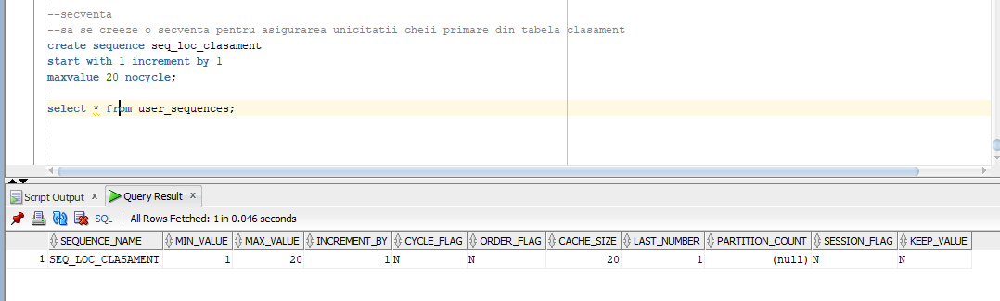 --secventa
--sa se creeze o secventa pentru asigurarea unicitatii cheii primare din tabela clasament
create sequence seq_loc_clasament
start with 1 increment by 1
maxvalue 20 nocycle;
select * from user_sequences;
Script Output x Query Result x
SQL | All Rows Fetched: 1 in 0.046 seconds
SEQUENCE_NAME MIN_VALUE MAX_VALUE INCREMENT_BY CYCLE_FLAG ORDER_FLAG CACHE_SIZE LAST_NUMBER PARTITION_COUNT SESSION_FLAG KEEP_VALUE
1 SEQ_LOC_CLASAMENT 1 20 1 N N 20 1 (null) N N